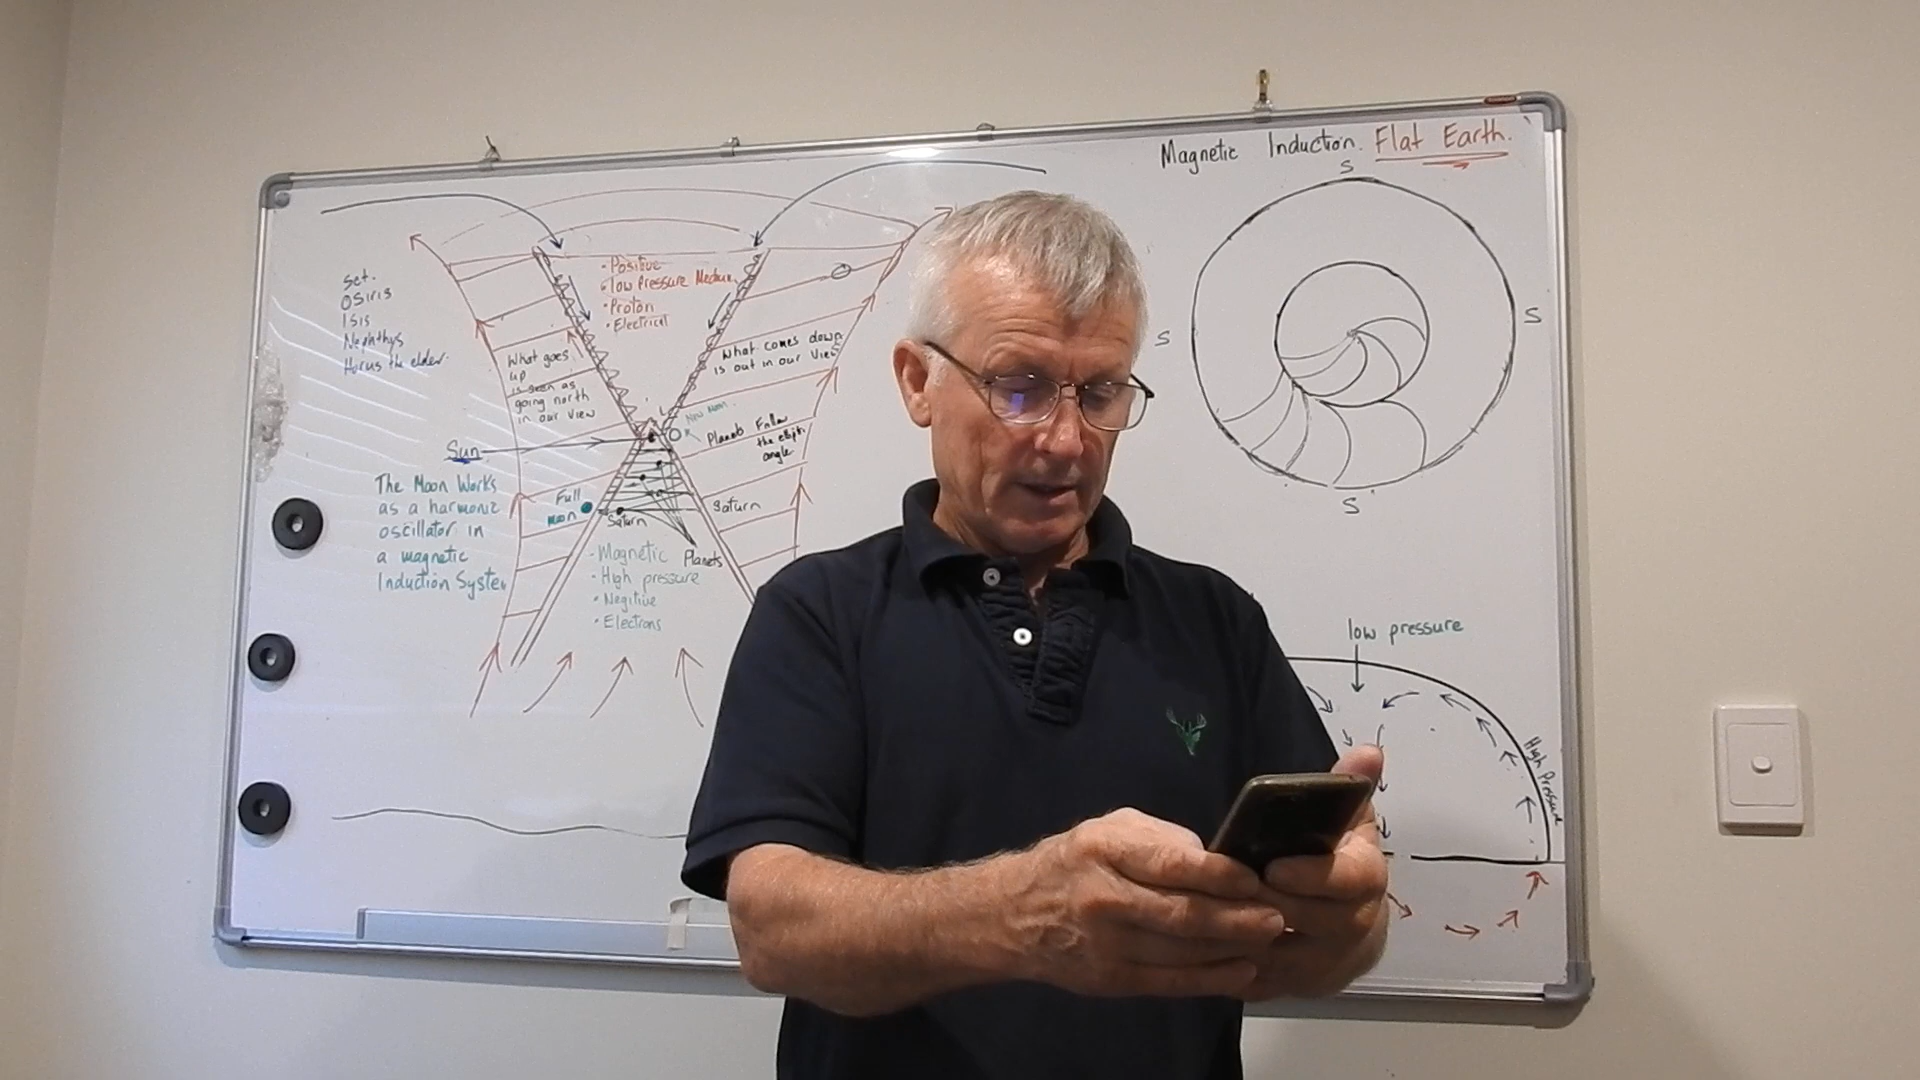 Magnetic Induction. Flat Earth.
S
S
S
S
Set.
Osiris
Isis
Nephthys
Horus the elder.
• Positive
• low Pressure Medium
• Proton
• Electrical
What goes
up
is seen as
going north
in our view
What comes down
is out in our View
New Moon
Planets Follow
the
angle
Sun
The Moon Works
as a harmonic
oscillator in
a magnetic
Induction System
Full
moon
Saturn
Saturn
Planets
- Magnetic
• High pressure
• Negitive
• Electrons
low pressure
High Pressure